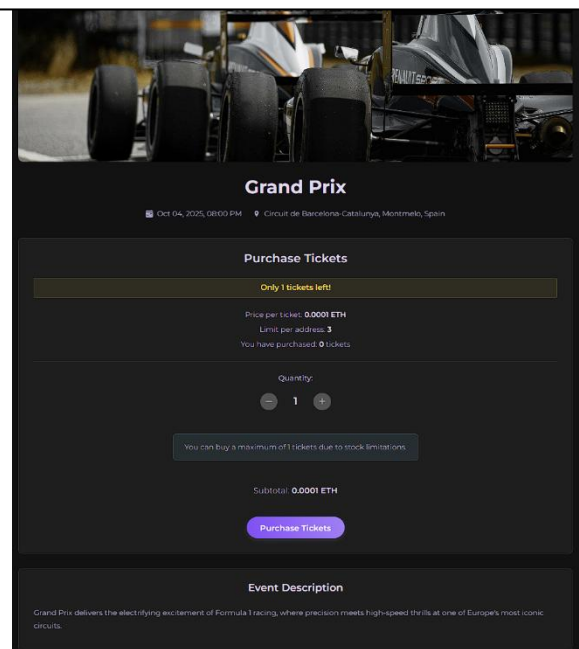 RENAULT SPORT
Grand Prix
Oct 04, 2025, 08:00 PM Circuit de Barcelona-Catalunya, Montmelo, Spain
Purchase Tickets
Only 1 tickets left!
Price per ticket: 0.0001 ETH
Limit per address: 3
You have purchased: 0 tickets
Quantity:
− 1 +
You can buy a maximum of 1 tickets due to stock limitations
Subtotal: 0.0001 ETH
Purchase Tickets
Event Description
Grand Prix delivers the electrifying excitement of Formula 1 racing, where precision meets high-speed thrills at one of Europe's most iconic
circuits.